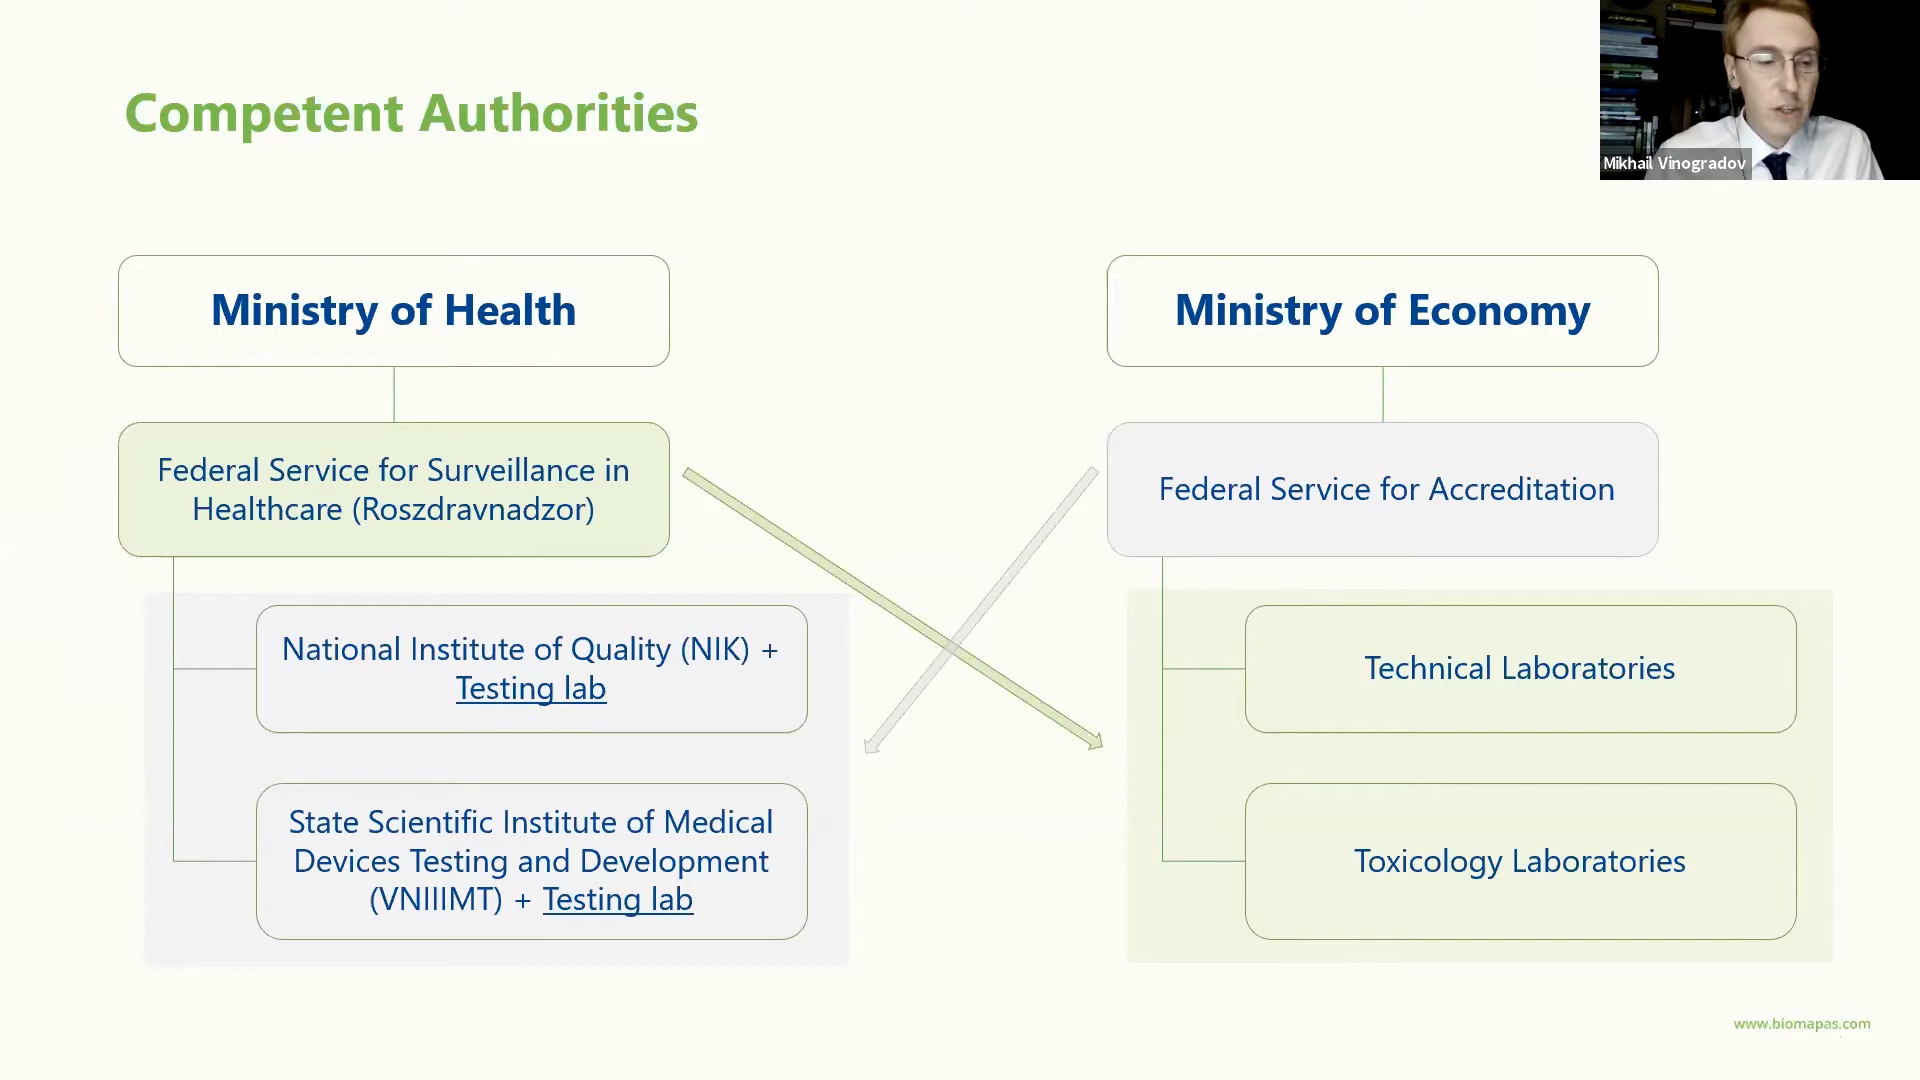 Competent Authorities
Mikhail Vinogradov
Ministry of Health
Ministry of Economy
Federal Service for Surveillance in
Healthcare (Roszdravnadzor)
Federal Service for Accreditation
National Institute of Quality (NIK) +
Testing lab
Technical Laboratories
State Scientific Institute of Medical
Devices Testing and Development
(VNIIIMT) + Testing lab
Toxicology Laboratories
www.biomapas.com